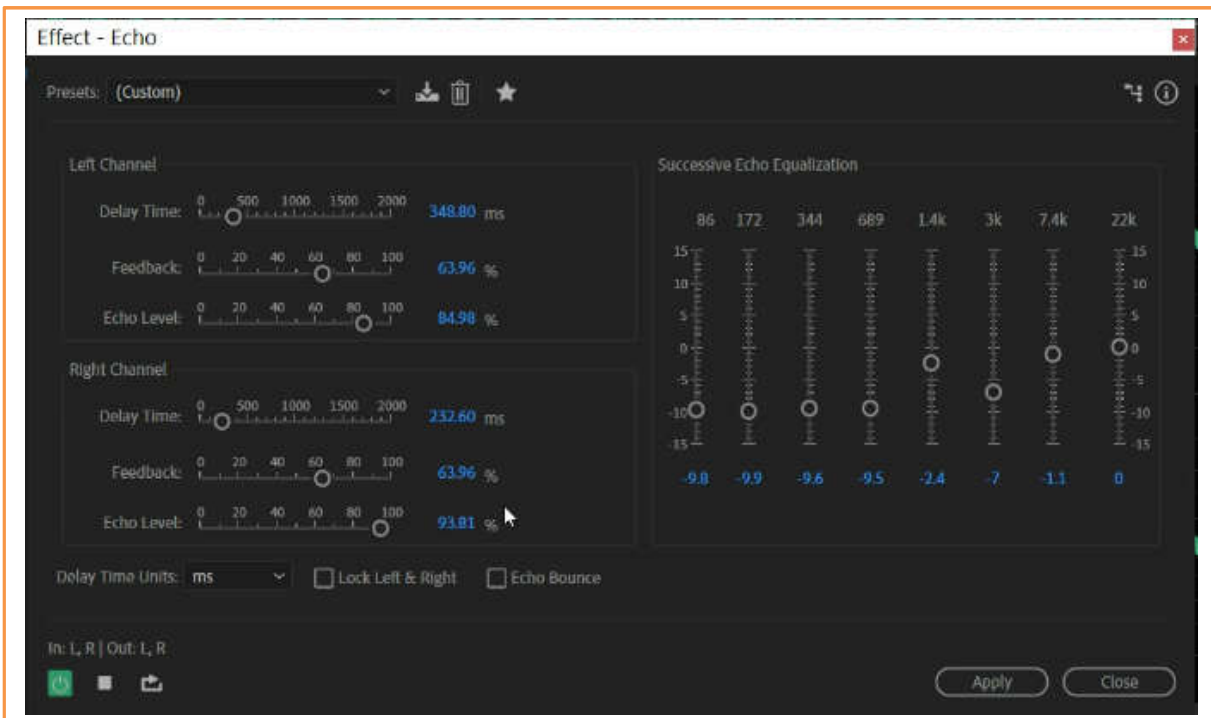 Effect - Echo
Presets: (Custom)
Left Channel
Delay Time: 0 500 1000 1500 2000 348.80 ms
Feedback: 0 20 40 60 80 100 63.96 %
Echo Level: 0 20 40 60 80 100 84.98 %
Right Channel
Delay Time: 0 500 1000 1500 2000 232.60 ms
Feedback: 0 20 40 60 80 100 63.96 %
Echo Level: 0 20 40 60 80 100 93.81 %
Successive Echo Equalization
86 172 344 689 1.4k 3k 7.4k 22k
15 15
10 10
5 5
0 0
-5 -5
-10 -10
-15 -15
-9.8 -9.9 -9.6 -9.5 -2.4 -7 -1.1 0
Delay Time Units: ms Lock Left & Right Echo Bounce
In: L, R | Out: L, R
Apply Close